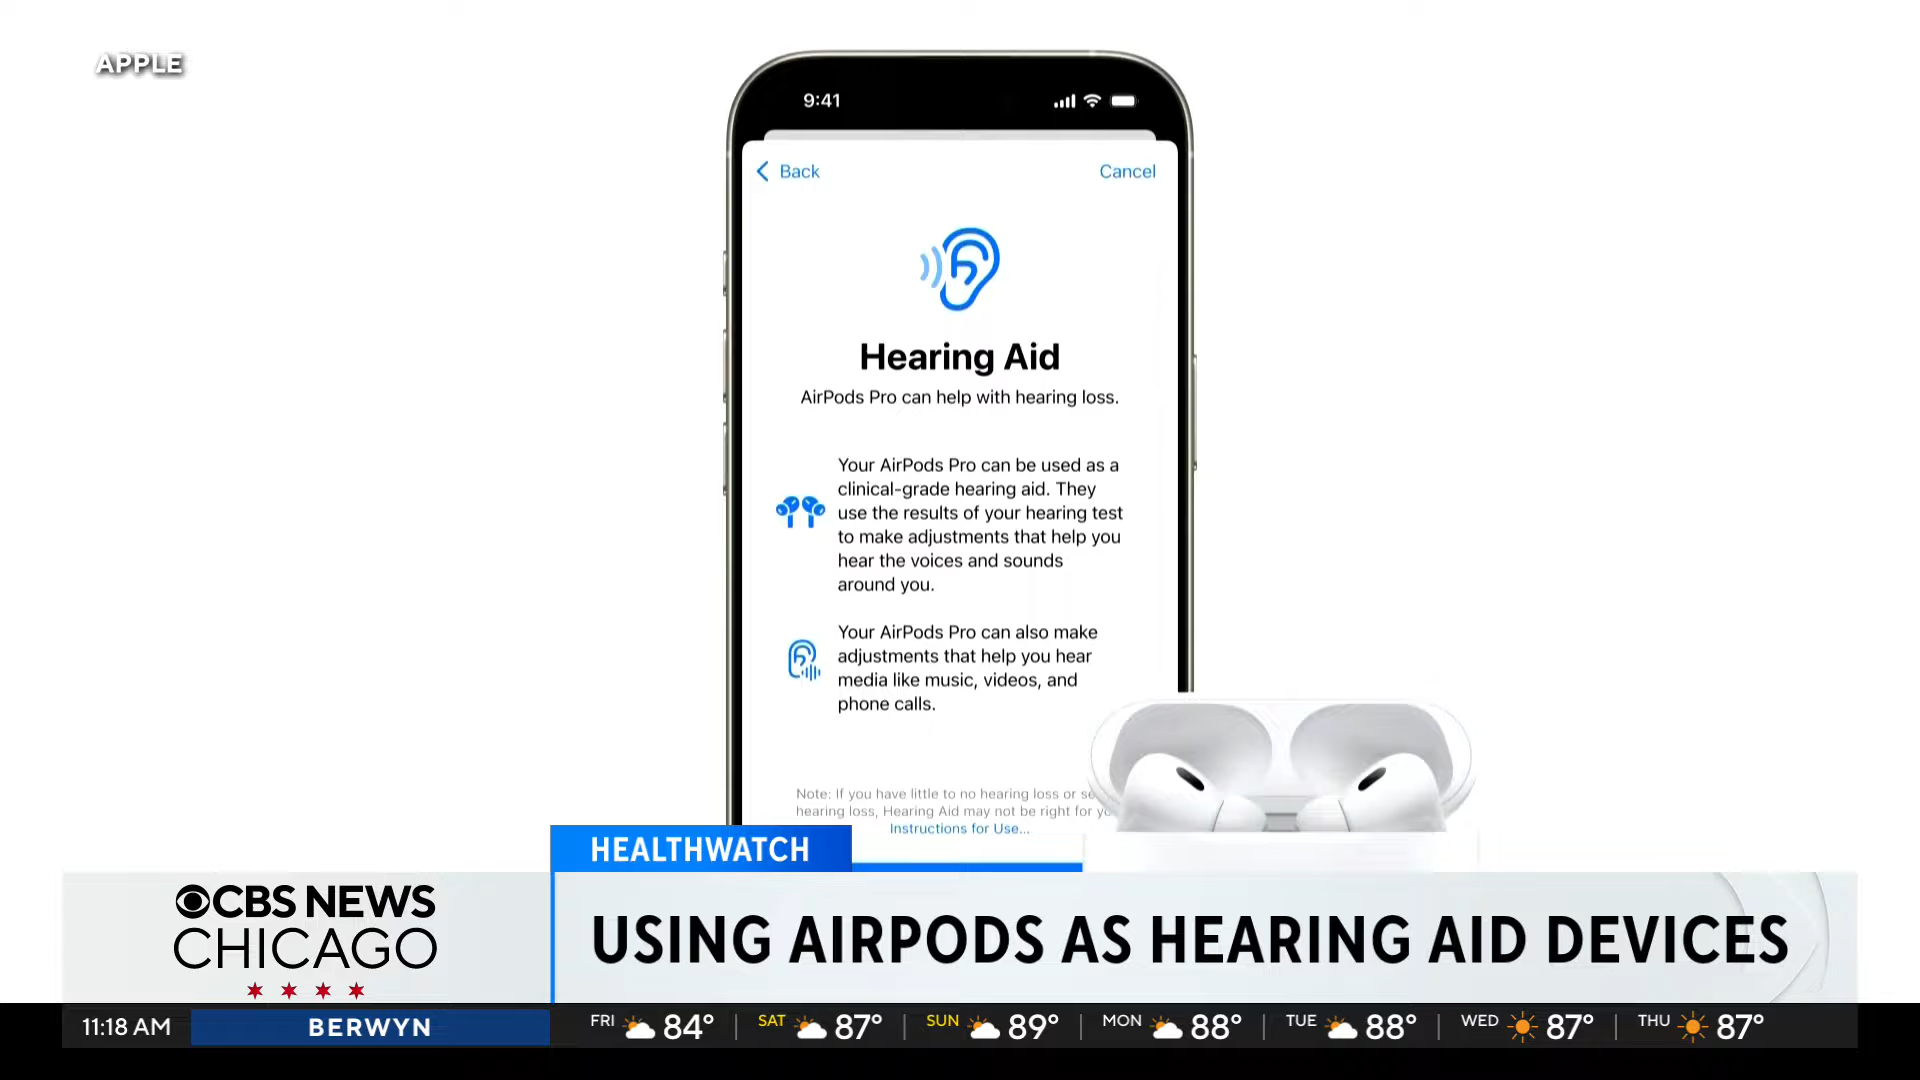 APPLE
9:41
Back
Cancel
Hearing Aid
AirPods Pro can help with hearing loss.
Your AirPods Pro can be used as a
clinical-grade hearing aid. They
use the results of your hearing test
to make adjustments that help you
hear the voices and sounds
around you.
Your AirPods Pro can also make
adjustments that help you hear
media like music, videos, and
phone calls.
Note: If you have little to no hearing loss or
hearing loss, Hearing Aid may not be right for
Instructions for Use...
HEALTHWATCH
CBS NEWS
CHICAGO
USING AIRPODS AS HEARING AID DEVICES
11:18 AM
BERWYN
FRI 84° SAT 87° SUN 89° MON 88° TUE 88° WED 87° THU 87°